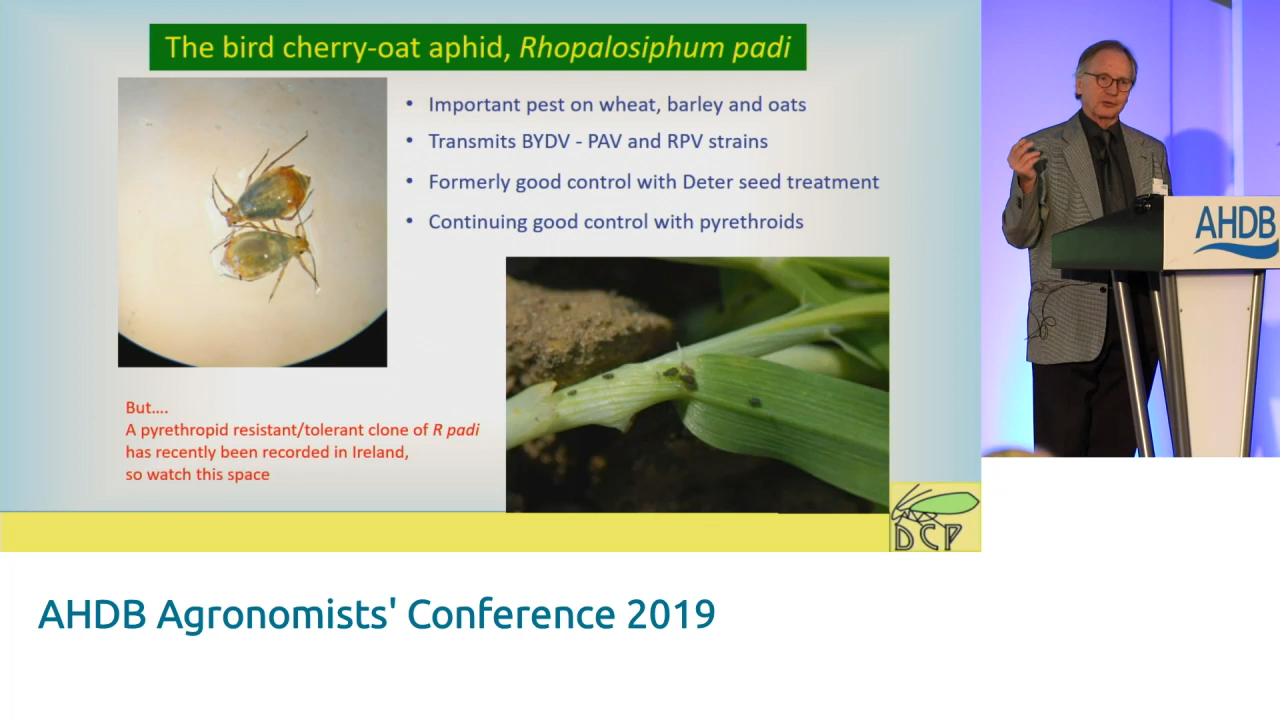 The bird cherry-oat aphid, Rhopalosiphum padi
• Important pest on wheat, barley and oats
• Transmits BYDV - PAV and RPV strains
• Formerly good control with Deter seed treatment
• Continuing good control with pyrethroids
But....
A pyrethropid resistant/tolerant clone of R padi
has recently been recorded in Ireland,
so watch this space
DCP
AHDB
AHDB Agronomists' Conference 2019